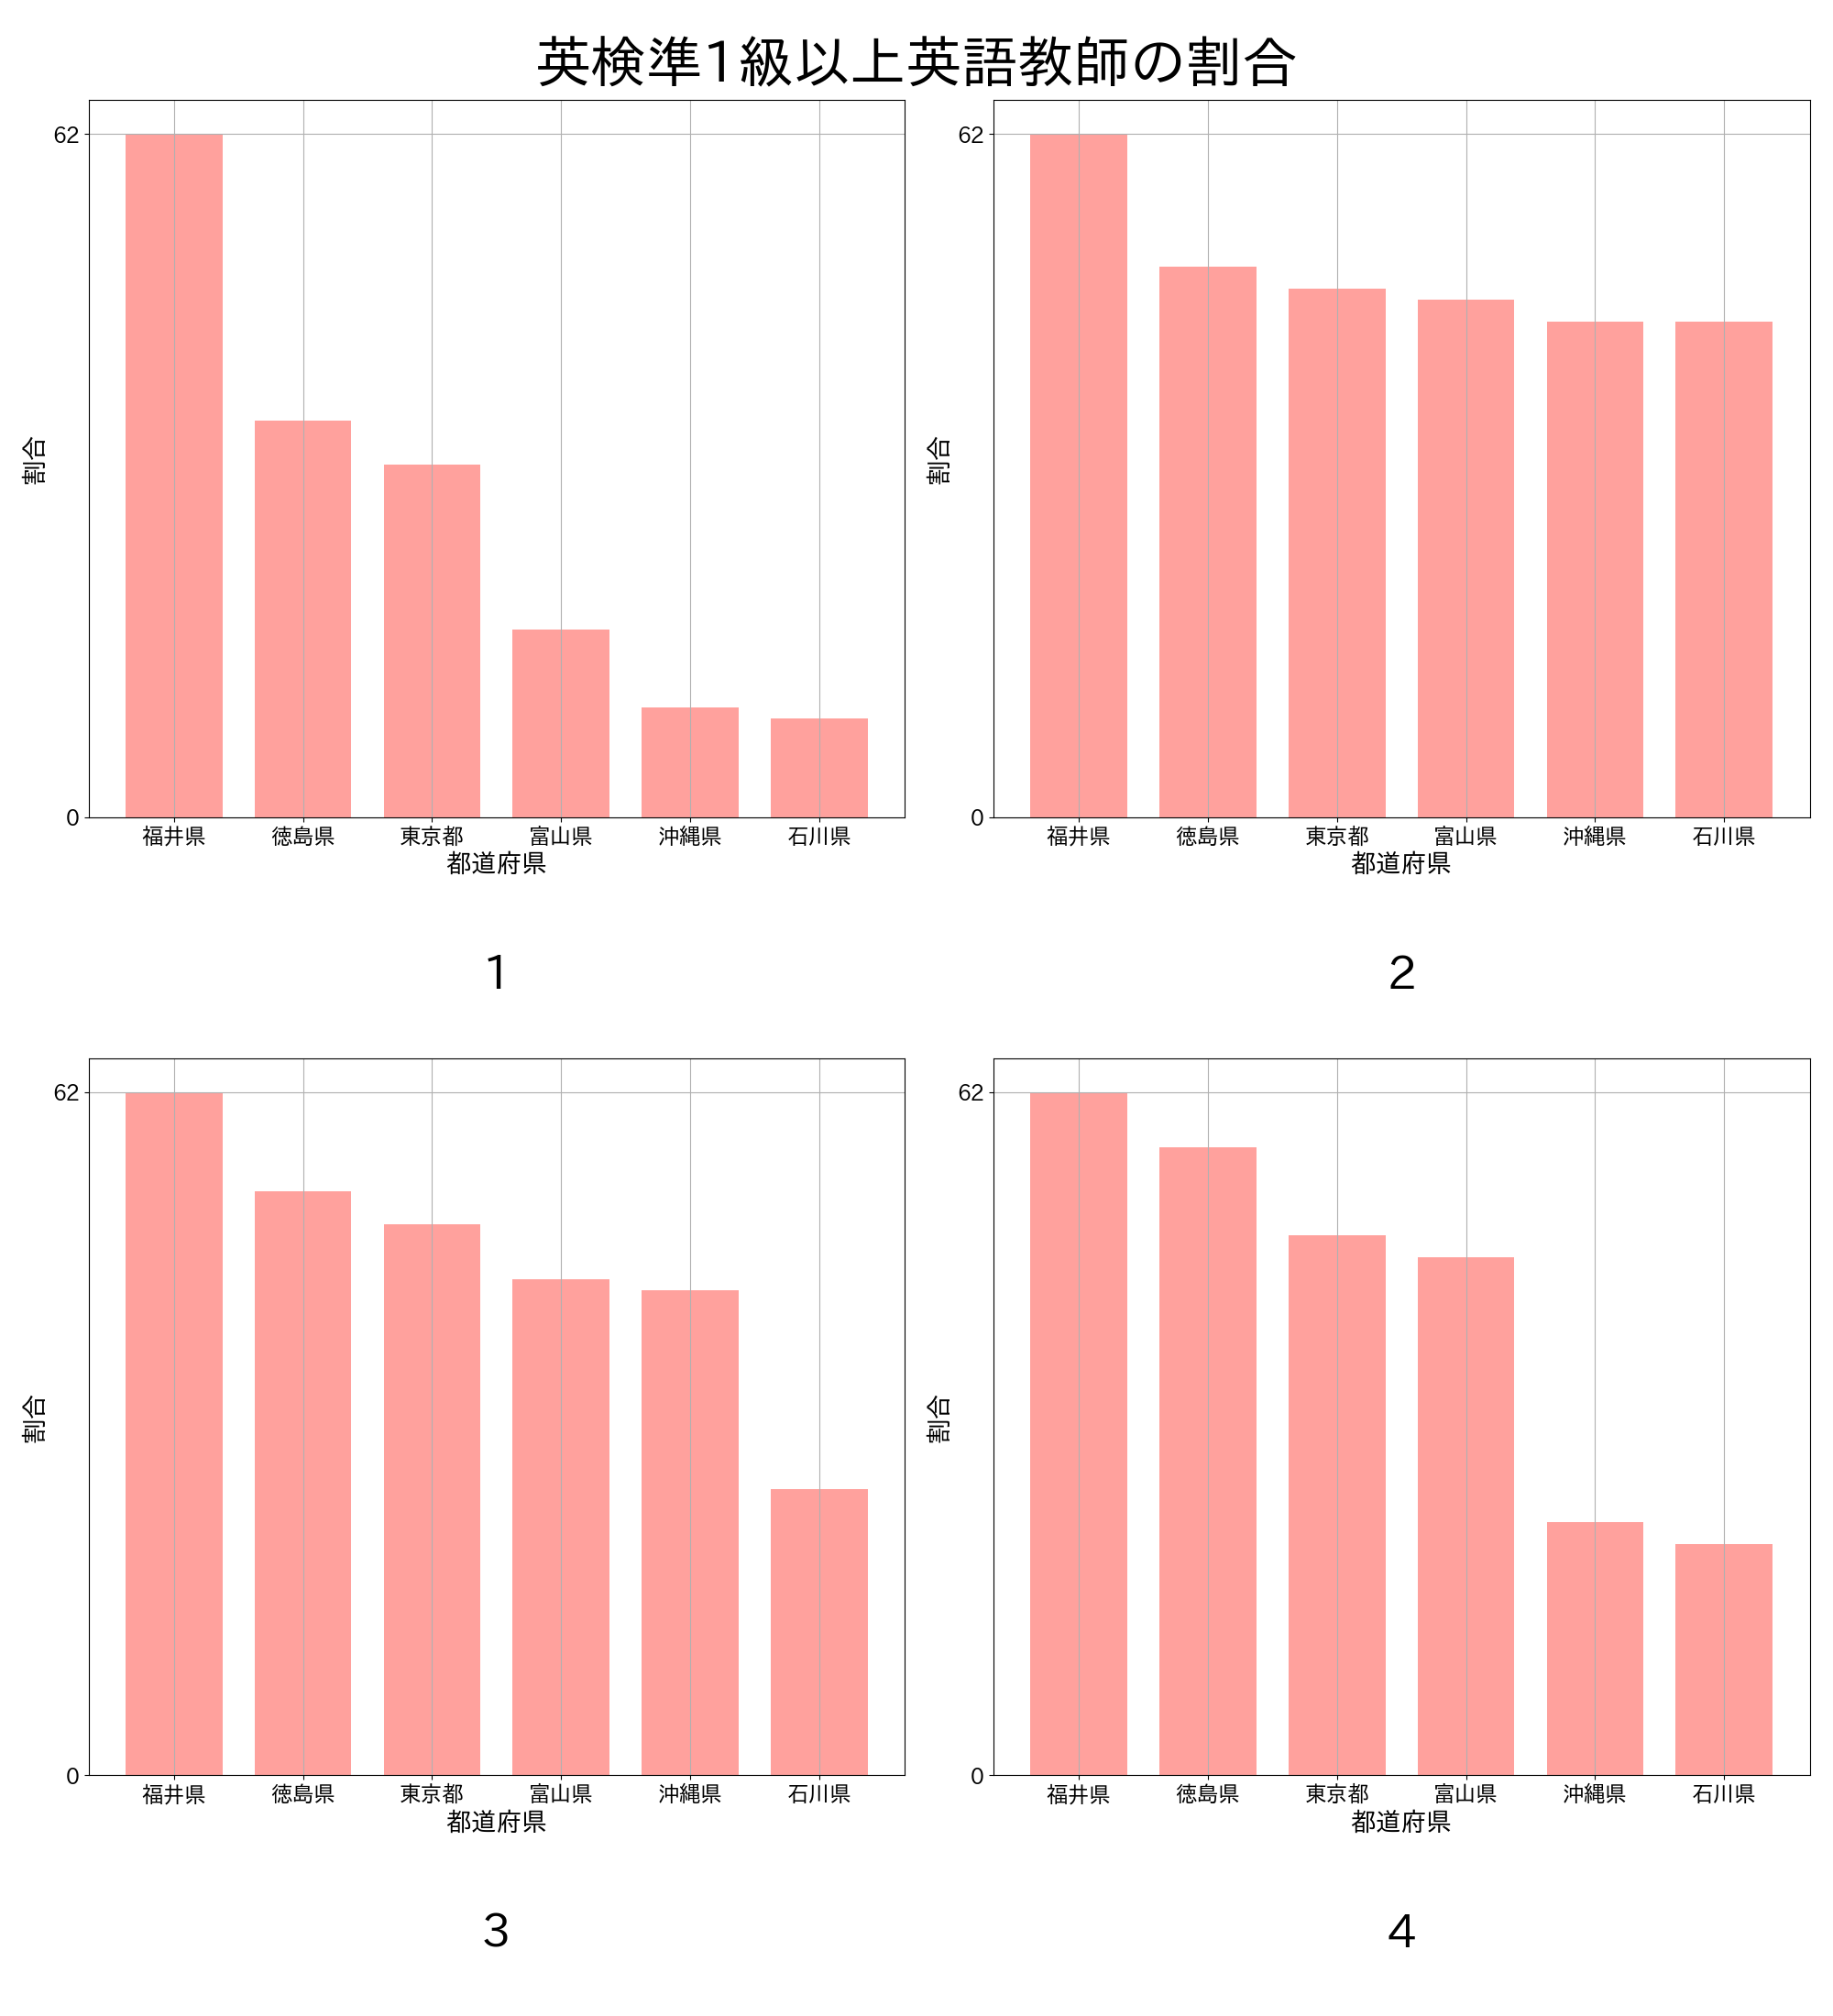 英検準1級以上英語教師の割合
62
0
割合
福井県 徳島県 東京都 富山県 沖縄県 石川県
都道府県
1
62
0
割合
福井県 徳島県 東京都 富山県 沖縄県 石川県
都道府県
2
62
0
割合
福井県 徳島県 東京都 富山県 沖縄県 石川県
都道府県
3
62
0
割合
福井県 徳島県 東京都 富山県 沖縄県 石川県
都道府県
4